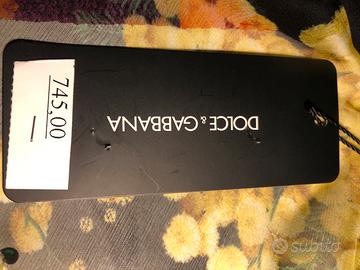 745,00
DOLCE & GABBANA
subito